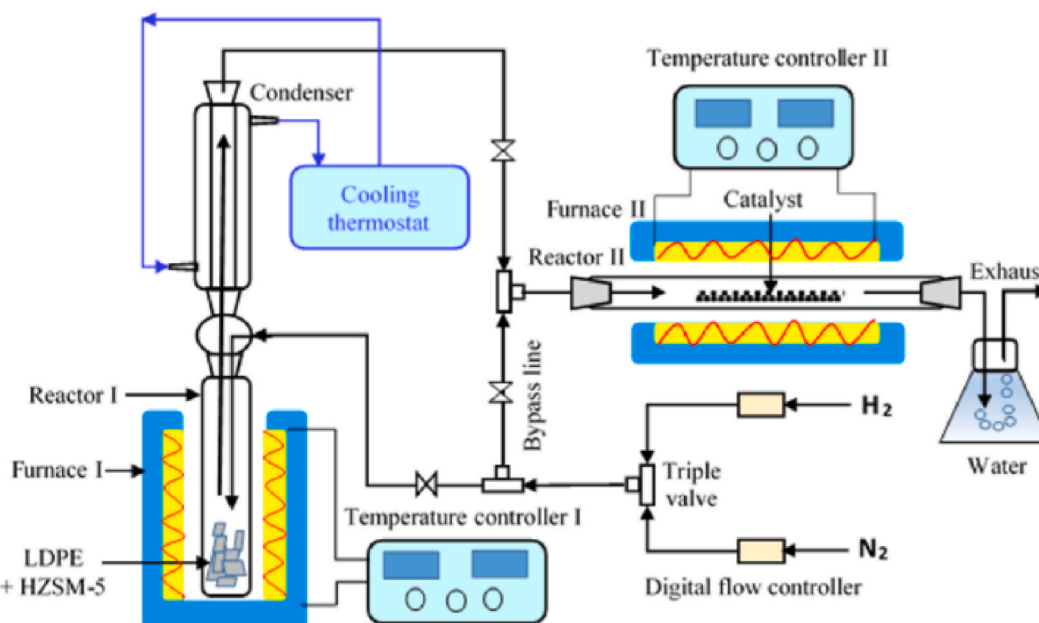 Temperature controller II
Condenser
Cooling
thermostat
Furnace II
Catalyst
Reactor II
Exhaus
Bypass line
Reactor I
H2
Furnace I
Triple
valve
Water
Temperature controller I
N2
LDPE
+ HZSM-5
Digital flow controller